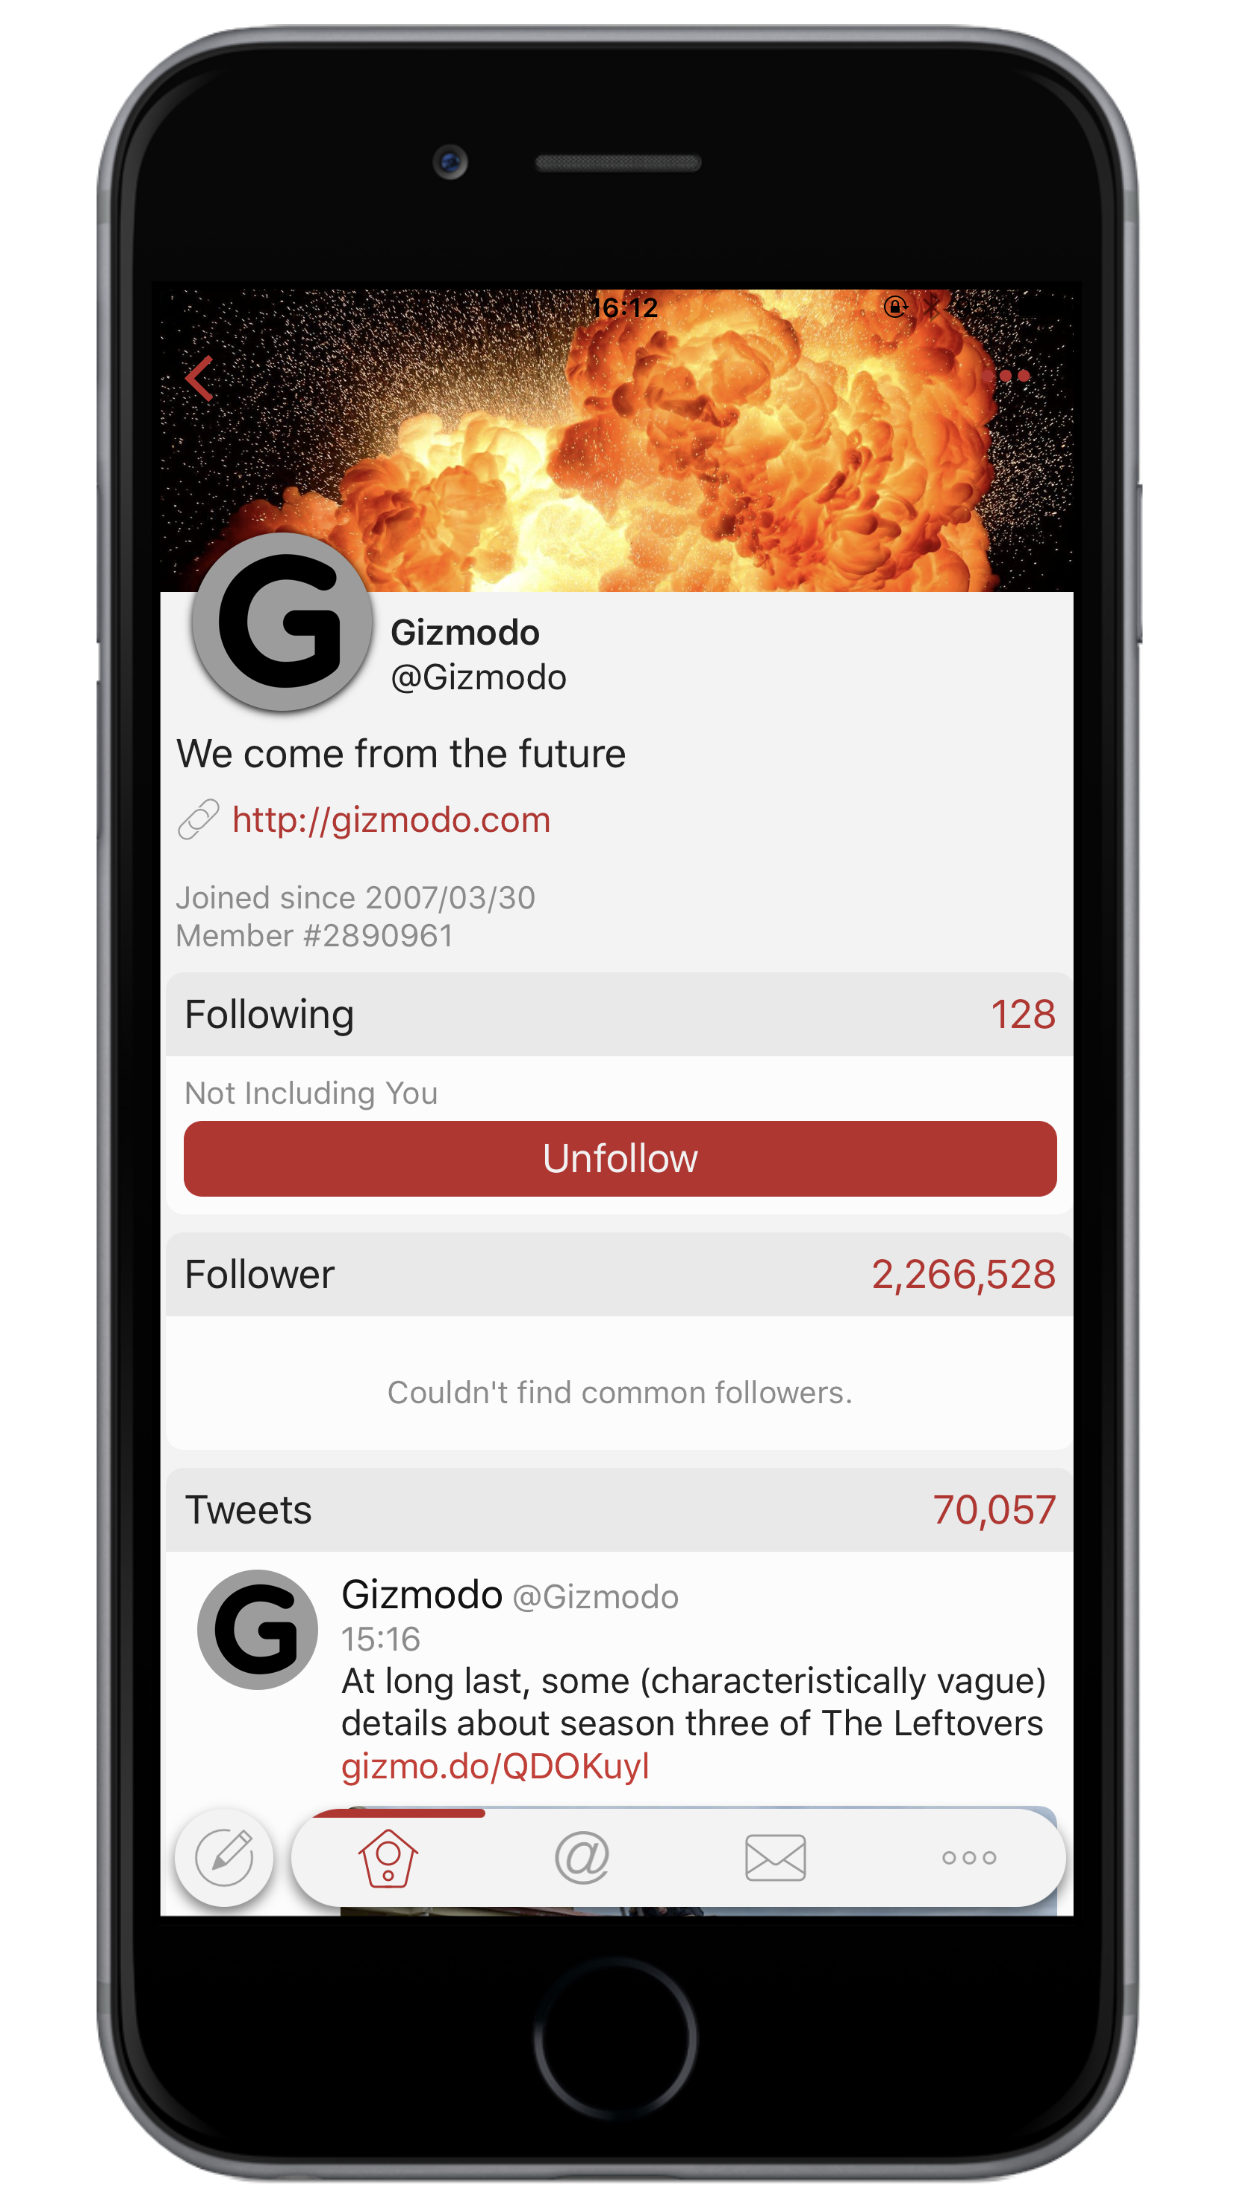 16:12
G
Gizmodo
@Gizmodo
We come from the future
http://gizmodo.com
Joined since 2007/03/30
Member #2890961
Following 128
Not Including You
Unfollow
Follower 2,266,528
Couldn't find common followers.
Tweets 70,057
G
Gizmodo @Gizmodo
15:16
At long last, some (characteristically vague)
details about season three of The Leftovers
gizmo.do/QDOKuyl
@